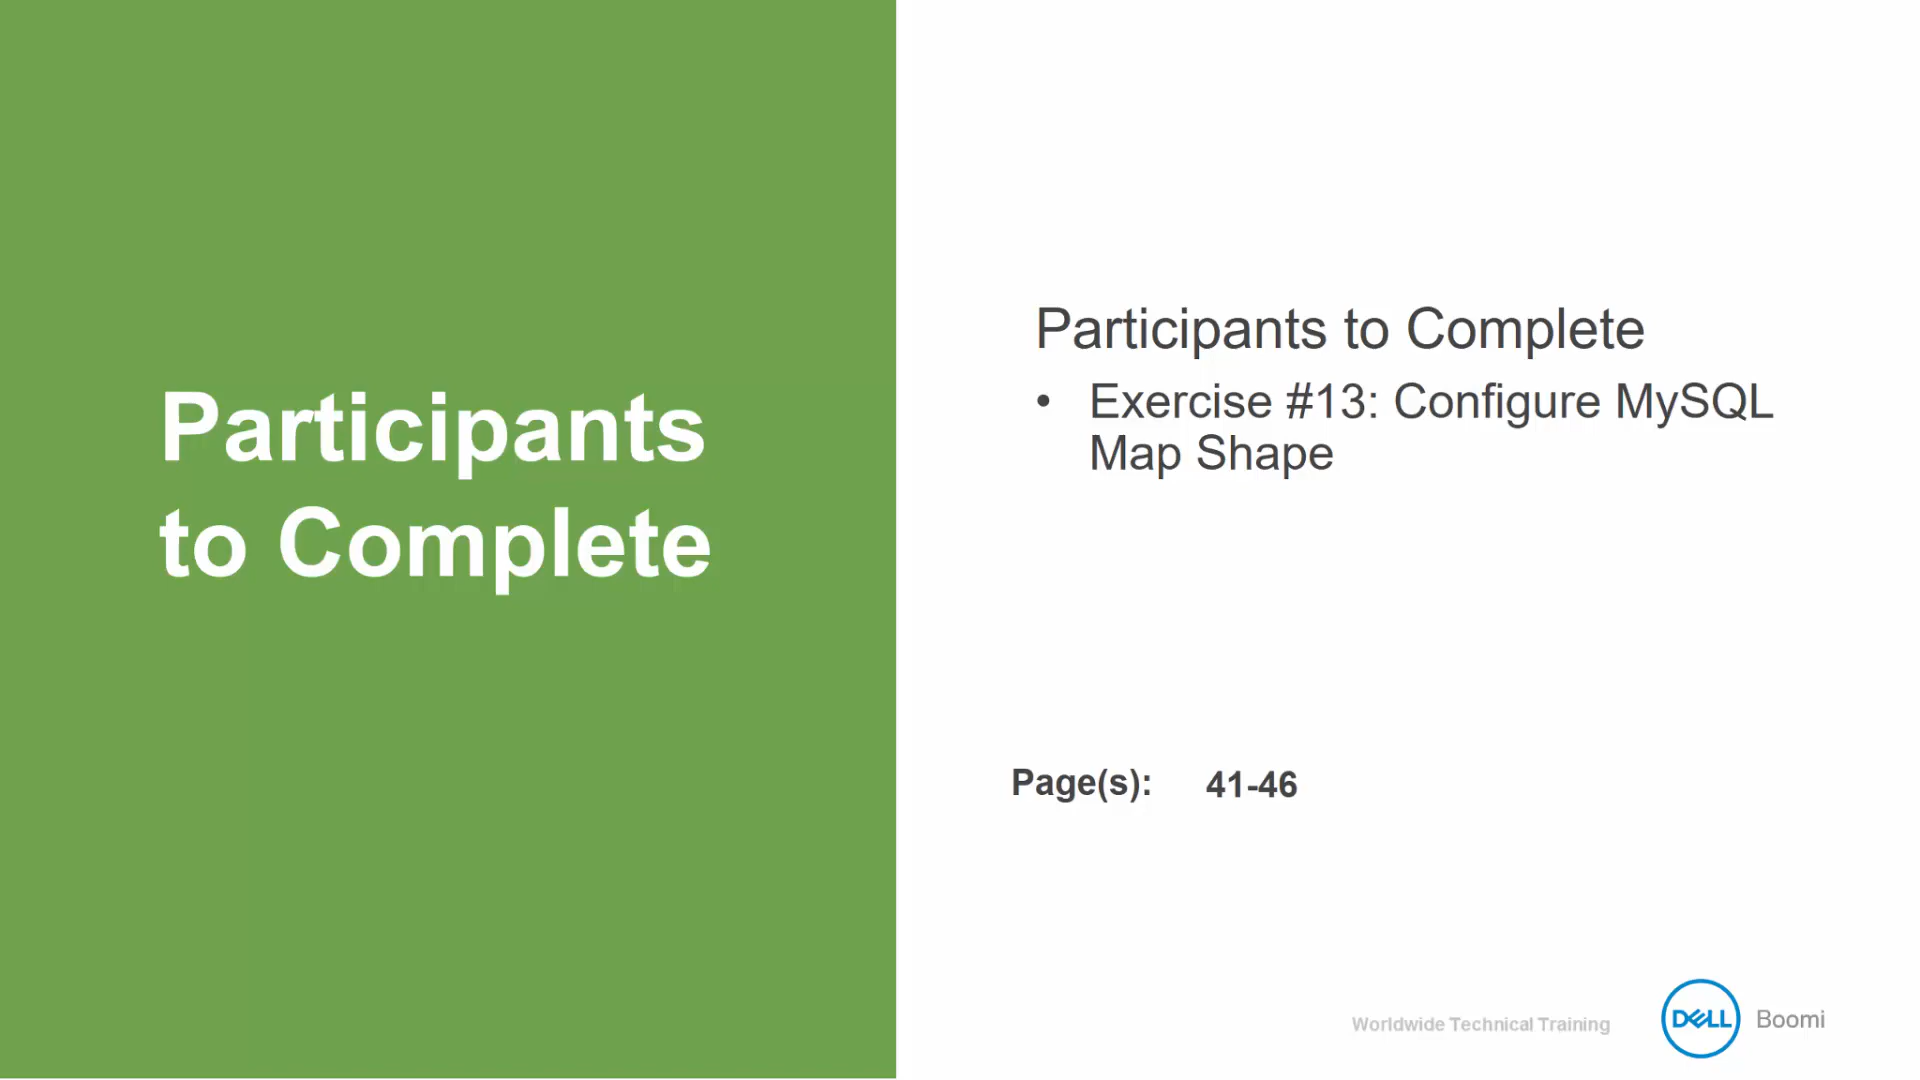 Participants
to Complete
Participants to Complete
• Exercise #13: Configure MySQL
Map Shape
Page(s): 41-46
Worldwide Technical Training
DELL Boomi